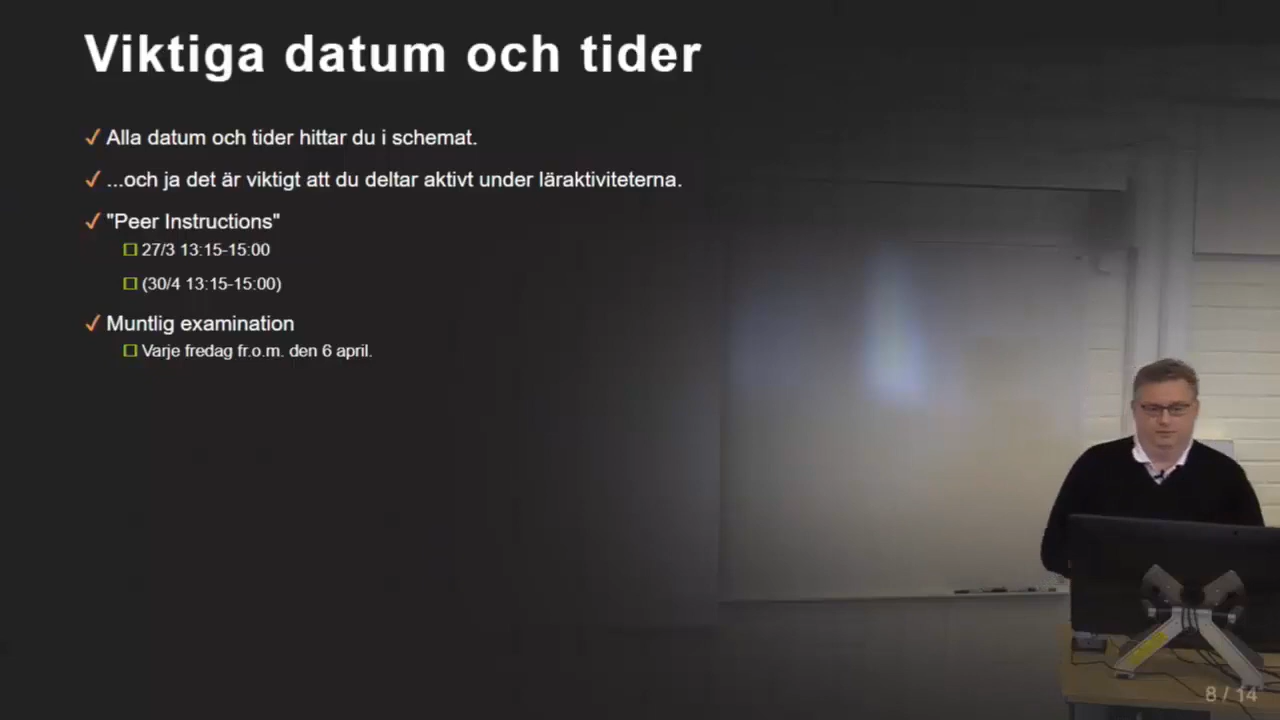 Viktiga datum och tider
Alla datum och tider hittar du i schemat.
...och ja det är viktigt att du deltar aktivt under läraktiviteterna.
"Peer Instructions"
27/3 13:15-15:00
(30/4 13:15-15:00)
Muntlig examination
Varje fredag fr.o.m. den 6 april.
8 / 14